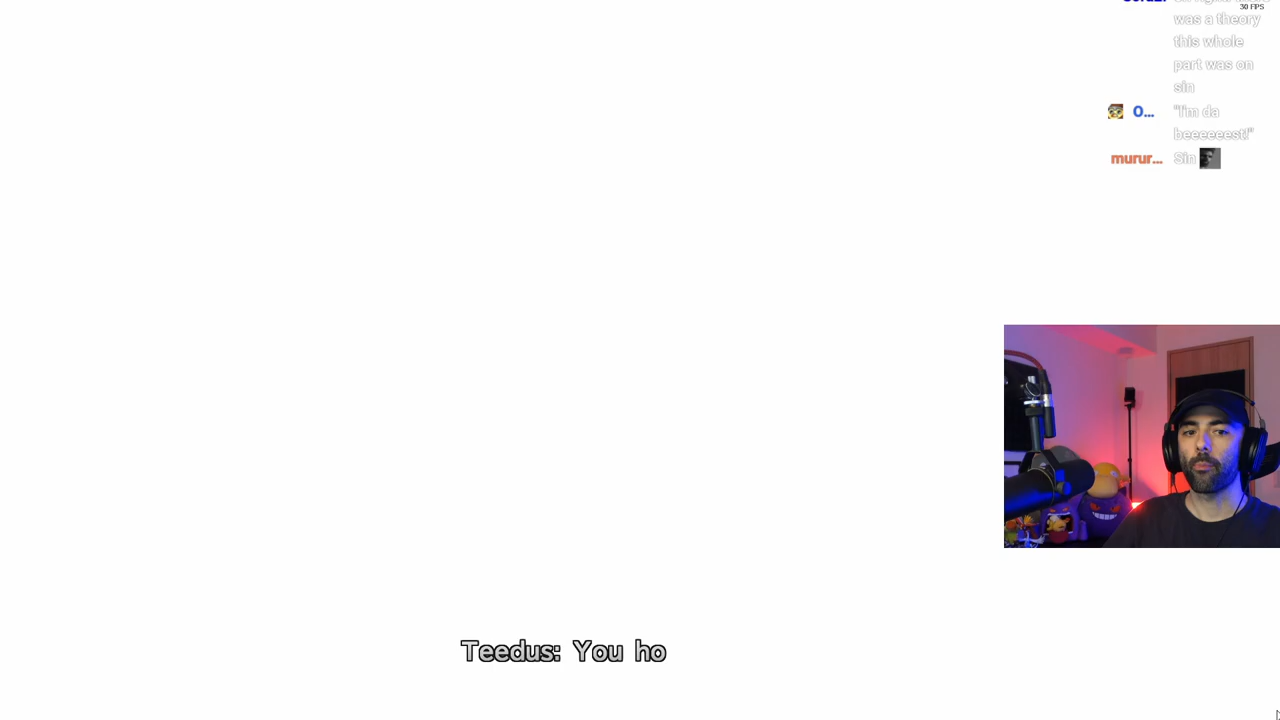 30 FPS
was a theory
this whole
part was on
sin
O... "I'm da
beeeeeest!"
murur... Sin
Teedus: You ho